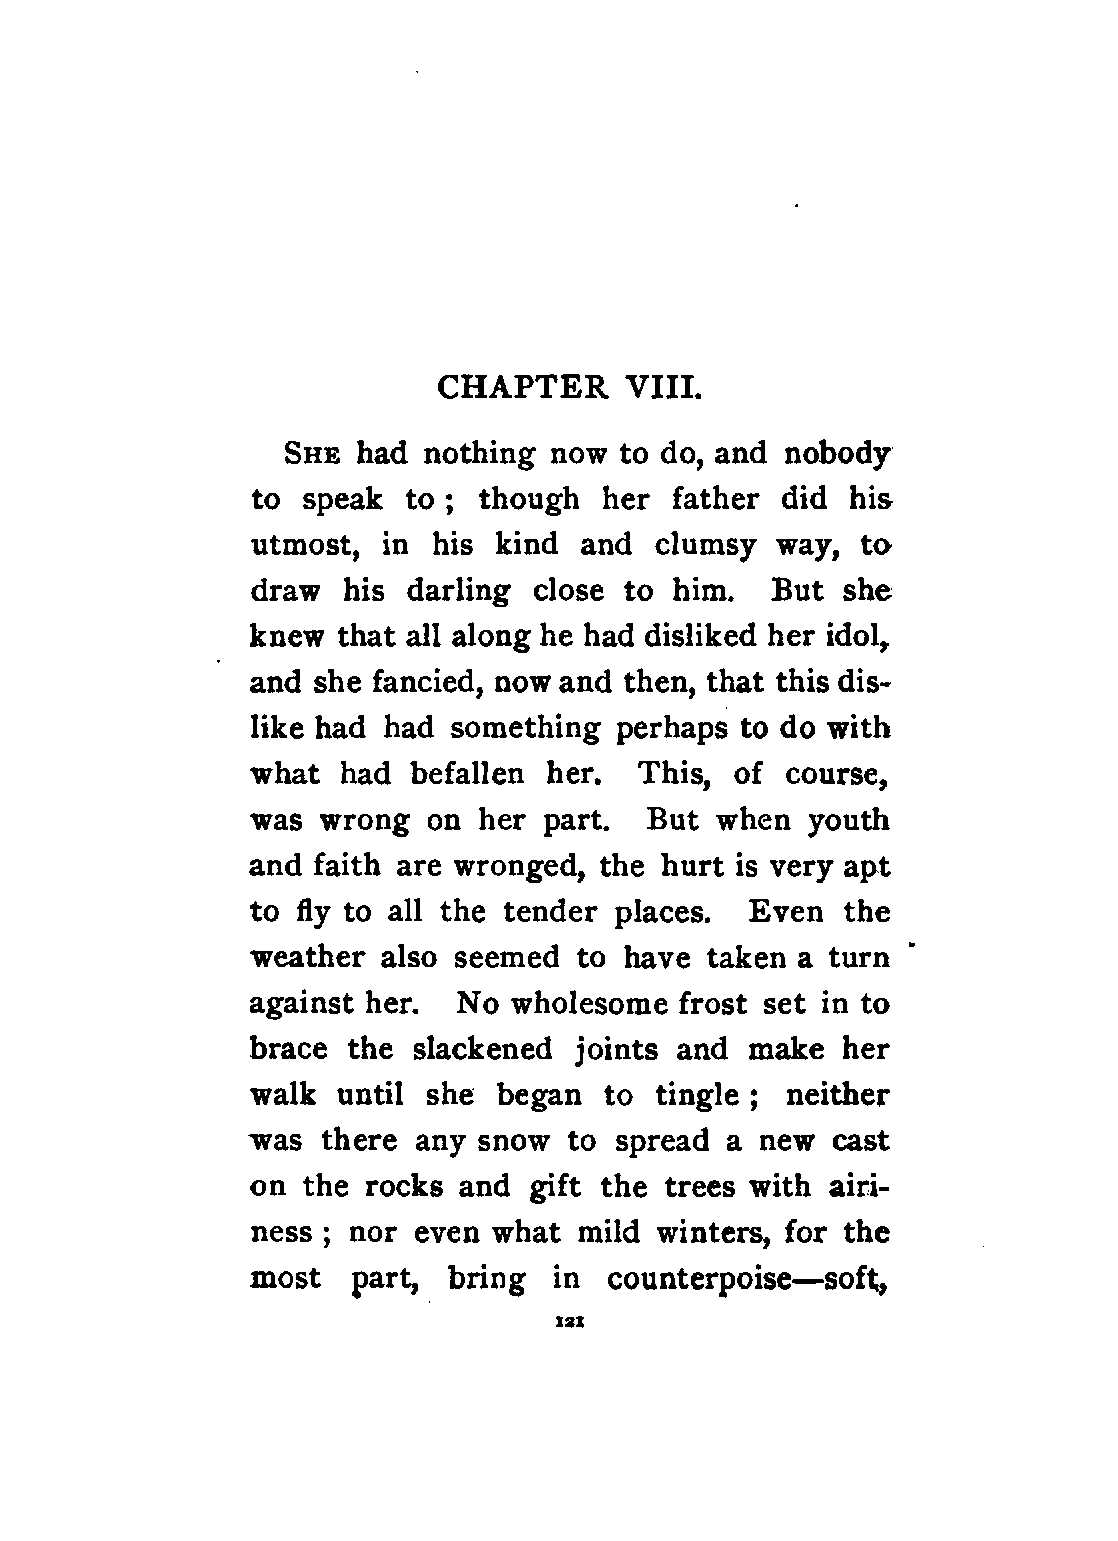 CHAPTER VIII.
SHE had nothing now to do, and nobody
to speak to ; though her father did his
utmost, in his kind and clumsy way, to
draw his darling close to him. But she
knew that all along he had disliked her idol,
and she fancied, now and then, that this dis-
like had had something perhaps to do with
what had befallen her. This, of course,
was wrong on her part. But when youth
and faith are wronged, the hurt is very apt
to fly to all the tender places. Even the
weather also seemed to have taken a turn
against her. No wholesome frost set in to
brace the slackened joints and make her
walk until she began to tingle ; neither
was there any snow to spread a new cast
on the rocks and gift the trees with airi-
ness ; nor even what mild winters, for the
most part, bring in counterpoise—soft,
121